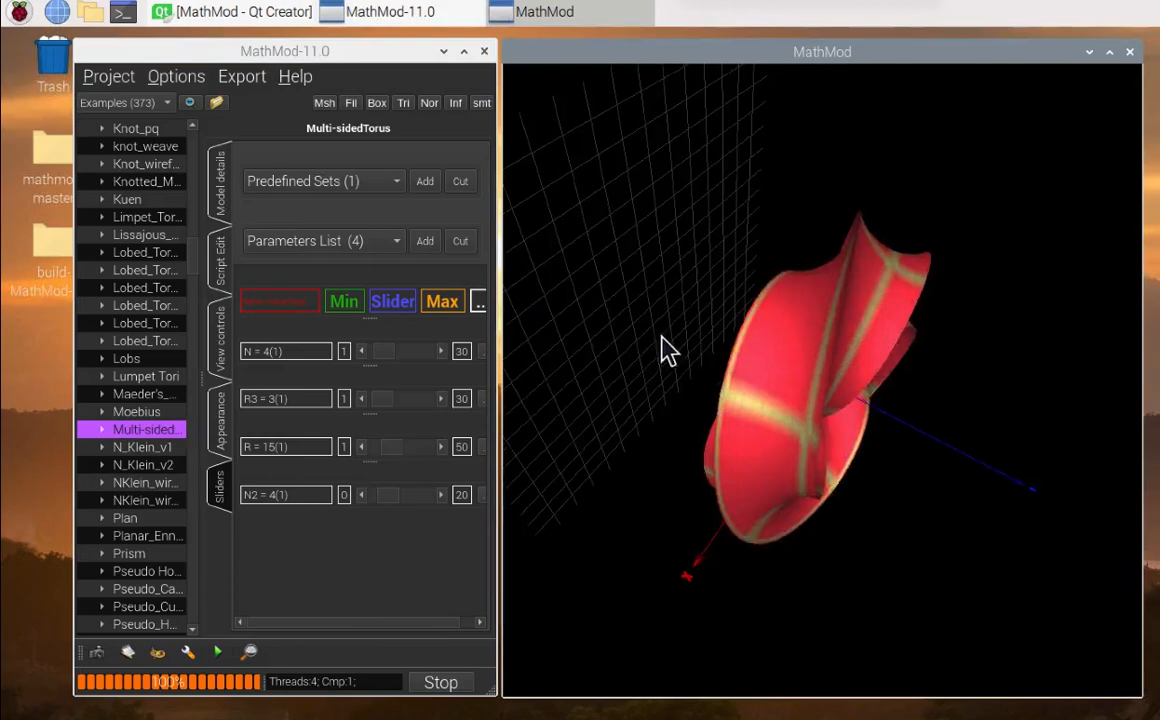 [MathMod - Qt Creator]
MathMod-11.0
MathMod
Trash
mathmo
master
build-
MathMod-
MathMod-11.0
Project Options Export Help
Examples (373)
Msh Fil Box Tri Nor Inf smt
Knot_pq
knot_weave
Knot_wiref...
Knotted_M...
Kuen
Limpet_Tor...
Lissajous_...
Lobed_Tor...
Lobed_Tor...
Lobed_Tor...
Lobed_Tor...
Lobed_Tor...
Lobed_Tor...
Lobs
Lumpet Tori
Maeder's_...
Moebius
Multi-sided...
N_Klein_v1
N_Klein_v2
NKlein_wir...
NKlein_wir...
Plan
Planar_Enn...
Prism
Pseudo Ho...
Pseudo_Ca...
Pseudo_Cu...
Pseudo_H...
Model details
Script Edit
View controls
Appearance
Sliders
Multi-sidedTorus
Predefined Sets (1) Add Cut
Parameters List (4) Add Cut
Min Slider Max ..
N = 4(1) 1 30
R3 = 3(1) 1 30
R = 15(1) 1 50
N2 = 4(1) 0 20
100% Threads:4; Cmp:1; Stop
MathMod